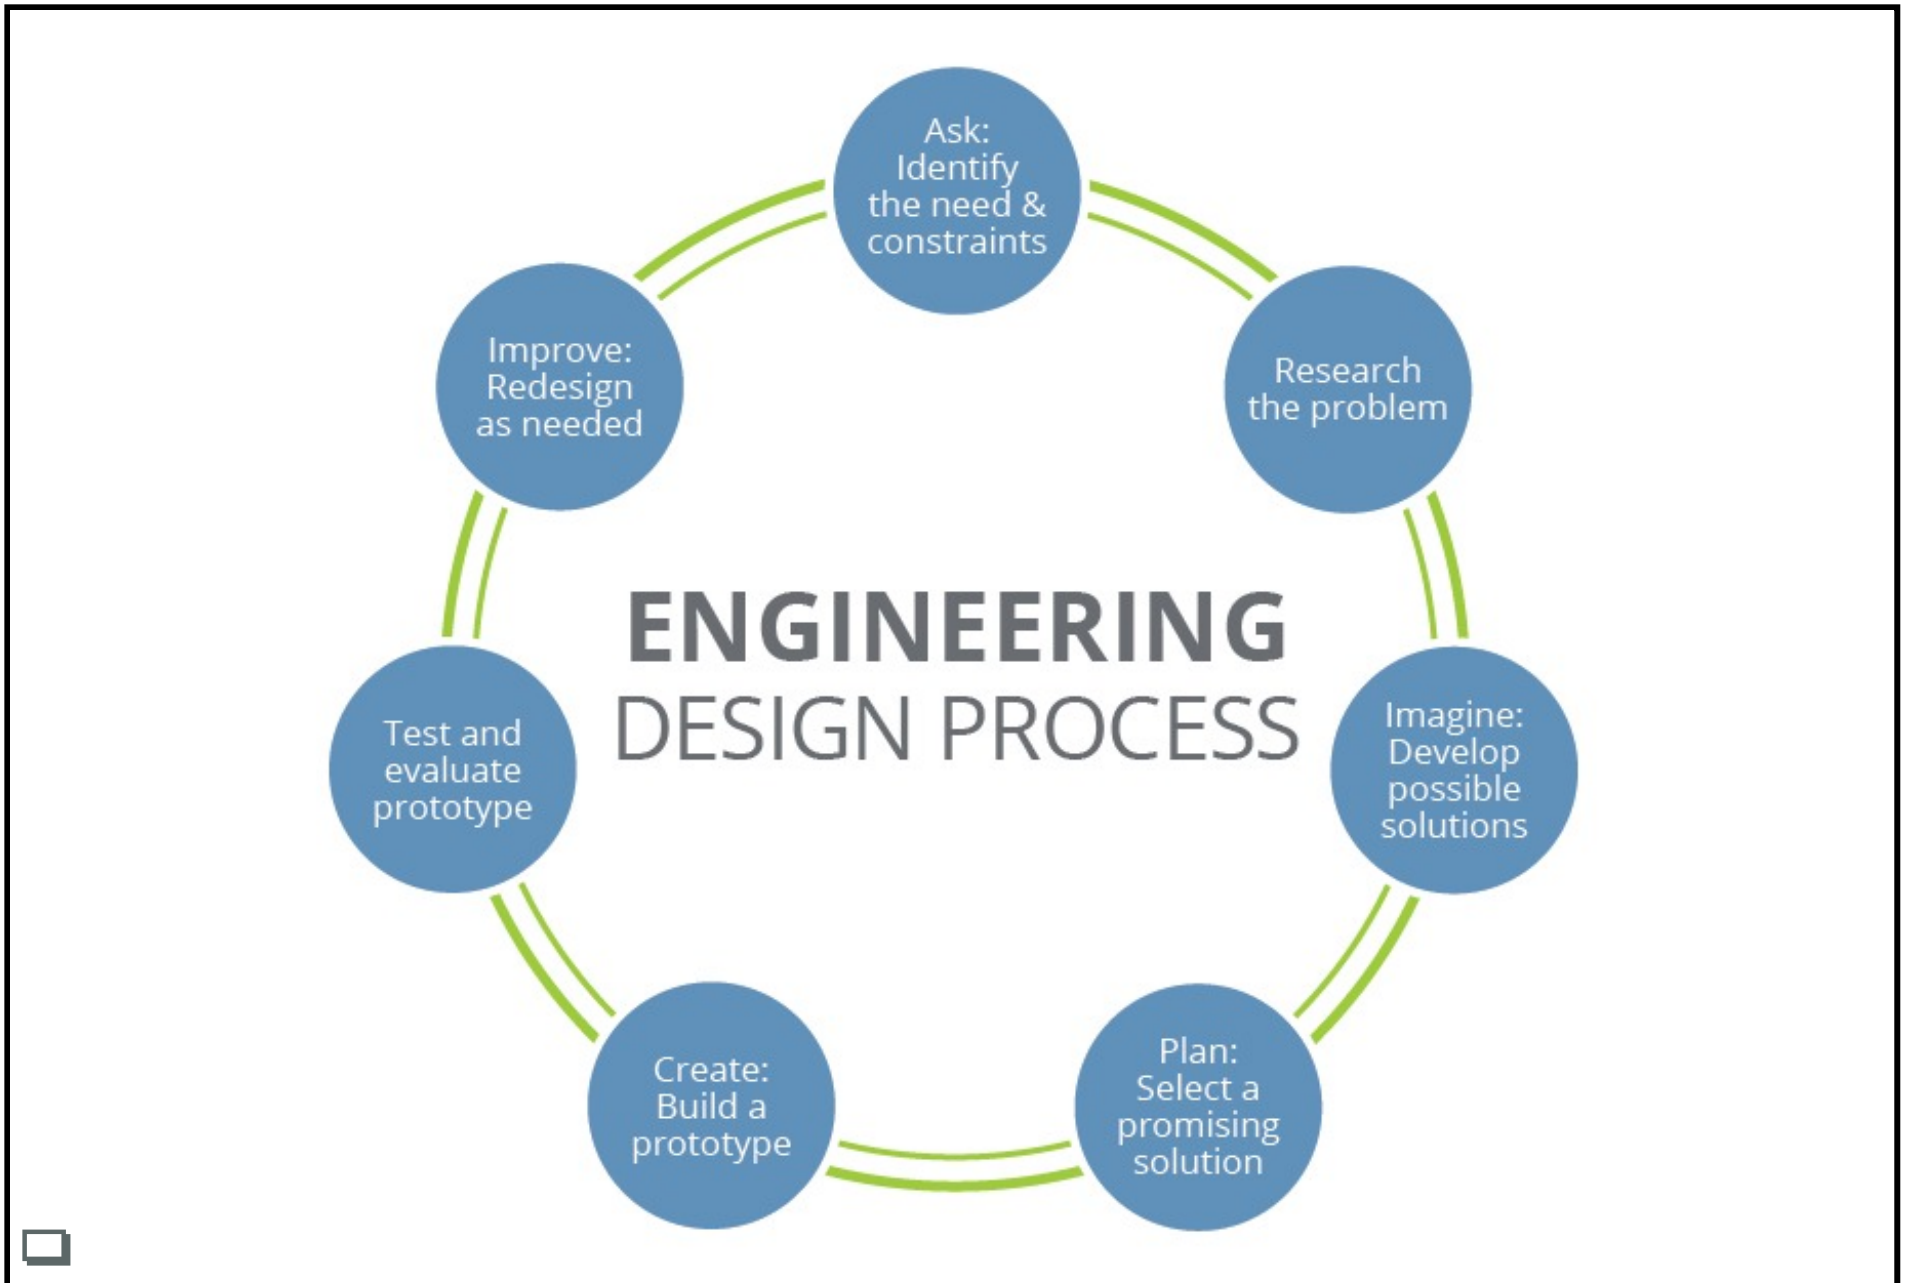 Ask:
Identify
the need &
constraints
Research
the problem
Imagine:
Develop
possible
solutions
Plan:
Select a
promising
solution
Create:
Build a
prototype
Test and
evaluate
prototype
Improve:
Redesign
as needed
ENGINEERING
DESIGN PROCESS